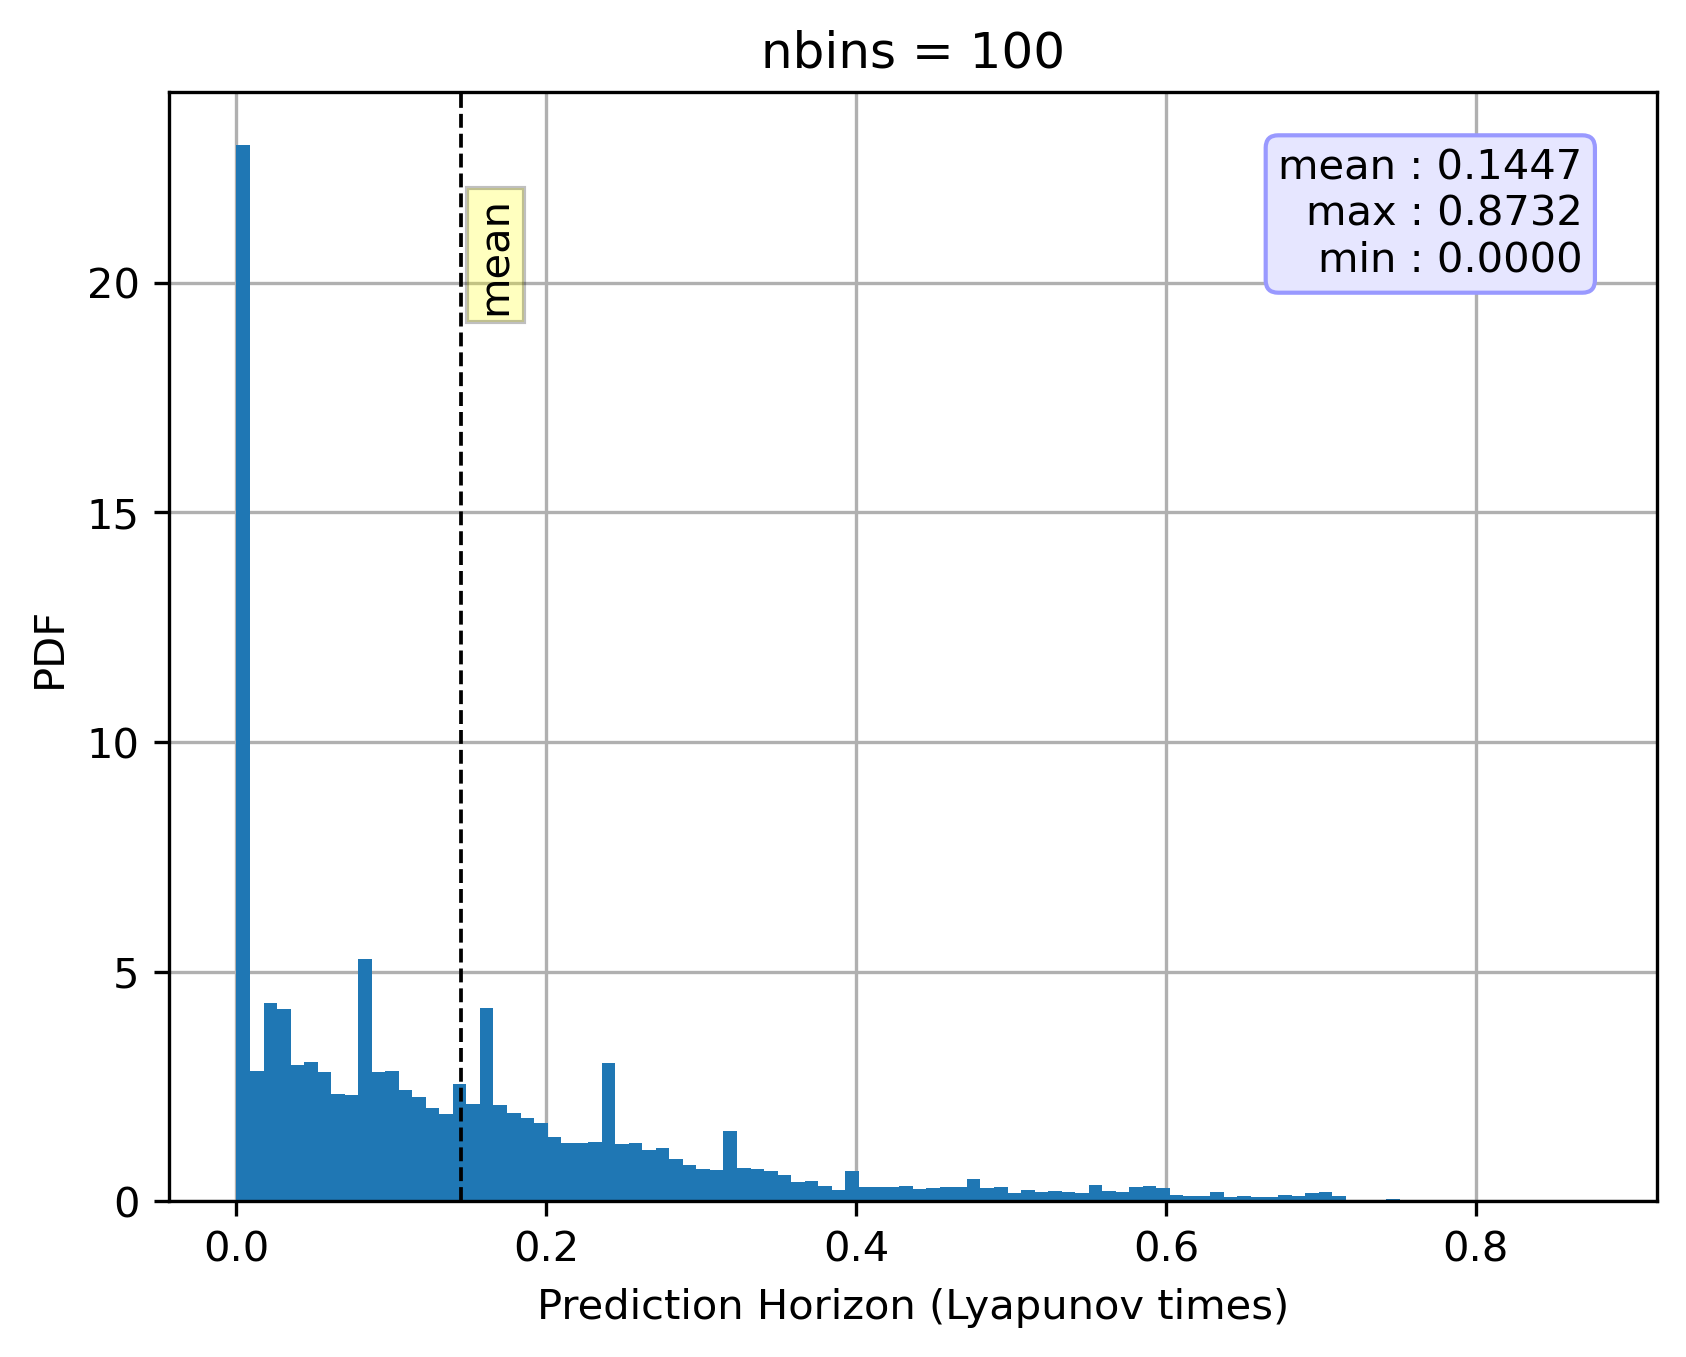 nbins = 100
mean : 0.1447
max : 0.8732
min : 0.0000
mean
PDF
20
15
10
5
0
0.0 0.2 0.4 0.6 0.8
Prediction Horizon (Lyapunov times)